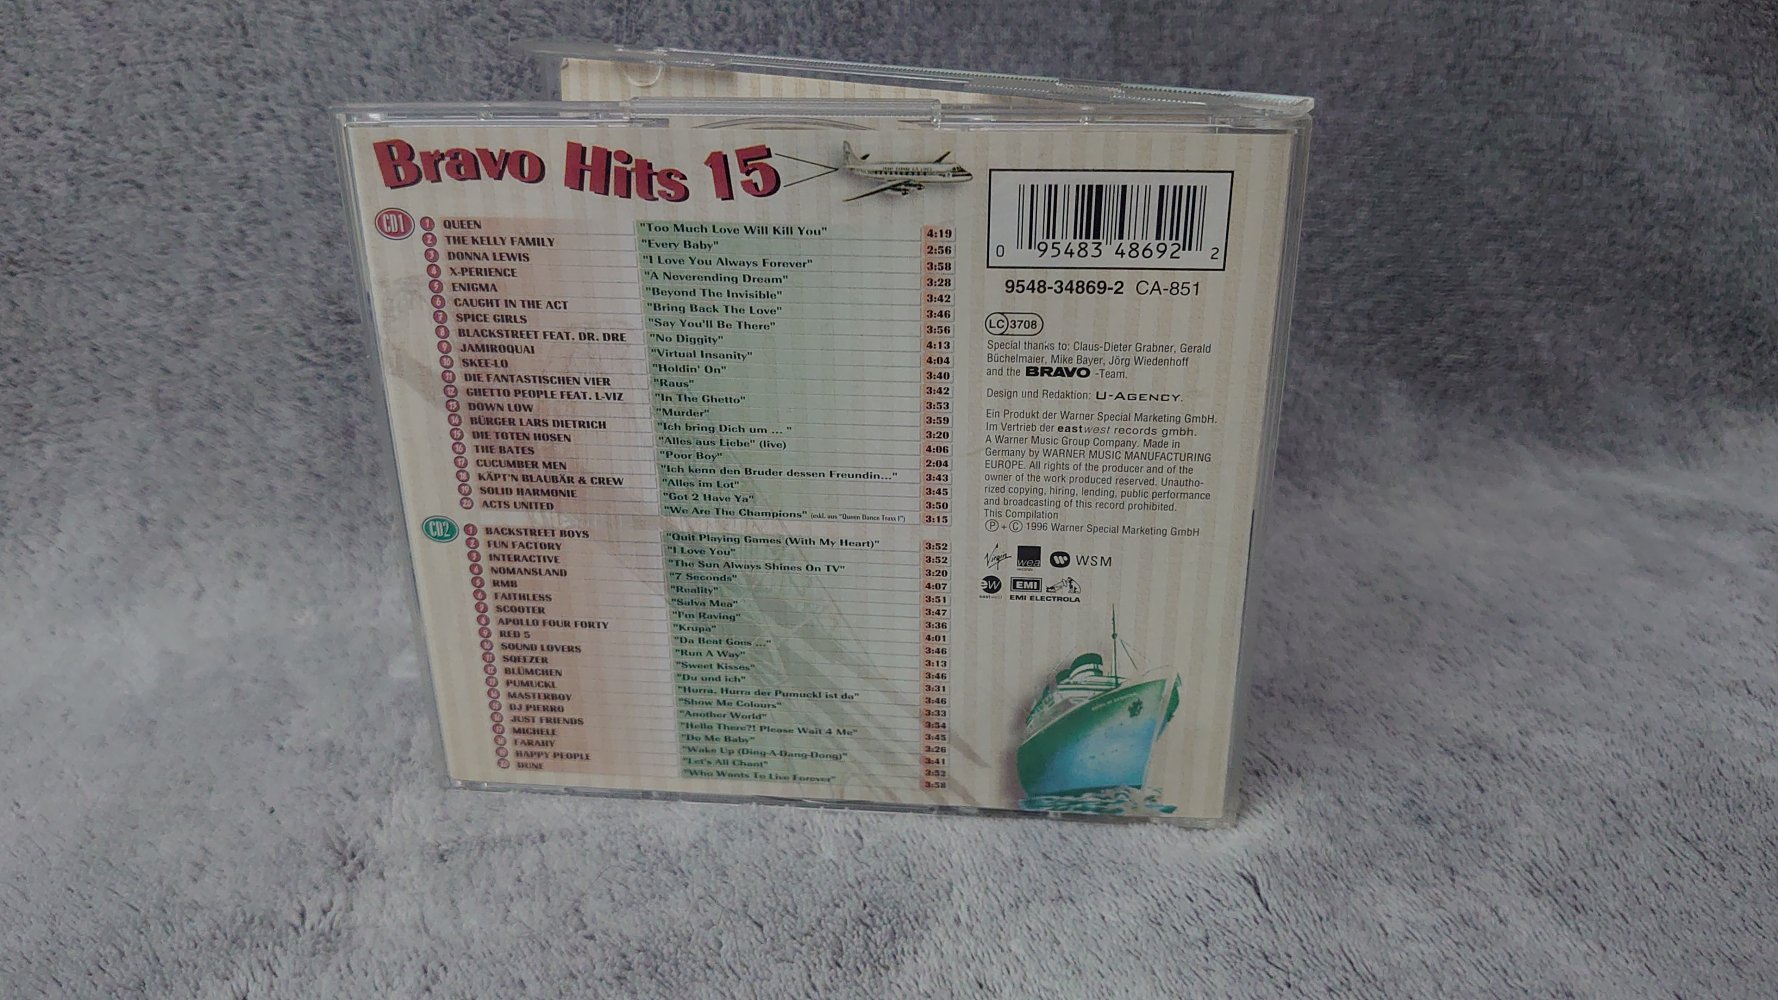 Bravo Hits 15
CD1
1 QUEEN "Too Much Love Will Kill You" 4:19
2 THE KELLY FAMILY "Every Baby" 2:56
3 DONNA LEWIS "I Love You Always Forever" 3:58
4 X-PERIENCE "A Neverending Dream" 3:28
5 ENIGMA "Beyond The Invisible" 3:42
6 CAUGHT IN THE ACT "Bring Back The Love" 3:46
7 SPICE GIRLS "Say You'll Be There" 3:56
8 BLACKSTREET FEAT. DR. DRE "No Diggity" 4:13
9 JAMIROQUAI "Virtual Insanity" 4:04
10 SKEE-LO "Holdin' On" 3:40
11 DIE FANTASTISCHEN VIER "Raus" 3:42
12 GHETTO PEOPLE FEAT. L-VIZ "In The Ghetto" 3:53
13 DOWN LOW "Murder" 3:59
14 BÜRGER LARS DIETRICH "Ich bring Dich um ... " 3:20
15 DIE TOTEN HOSEN "Alles aus Liebe" (live) 4:06
16 THE BATES "Poor Boy" 2:04
17 CUCUMBER MEN "Ich kenn den Bruder dessen Freundin..." 3:43
18 KÄPT'N BLAUBÄR & CREW "Alles im Lot" 3:45
19 SOLID HARMONIE "Got 2 Have Ya" 3:50
20 ACTS UNITED "We Are The Champions" (exkl. aus "Queen Dance Traxx I") 3:15
CD2
1 BACKSTREET BOYS "Quit Playing Games (With My Heart)" 3:52
2 FUN FACTORY "I Love You" 3:52
3 INTERACTIVE "The Sun Always Shines On TV" 3:20
4 NOMANSLAND "7 Seconds" 4:07
5 RMB "Reality" 3:51
6 FAITHLESS "Salva Mea" 3:47
7 SCOOTER "I'm Raving" 3:36
8 APOLLO FOUR FORTY "Krupa" 4:01
9 RED 5 "Da Beat Goes ..." 3:46
10 SOUND LOVERS "Run A Way" 3:13
11 SQEEZER "Sweet Kisses" 3:46
12 BLÜMCHEN "Du und ich" 3:31
13 PUMUCKL "Hurra, Hurra der Pumuckl ist da" 3:46
14 MASTERBOY "Show Me Colours" 3:33
15 DJ PIERRO "Another World" 3:54
16 JUST FRIENDS "Hello There?! Please Wait 4 Me" 3:45
17 MICHELE "Do Me Baby" 3:26
18 FARAHY "Wake Up (Ding-A-Dang-Dong)" 3:41
19 HAPPY PEOPLE "Let's All Chant" 3:52
20 DUNE "Who Wants To Live Forever" 3:58
0 95483 48692 2
9548-34869-2 CA-851
LC 3708
Special thanks to: Claus-Dieter Grabner, Gerald
Büchelmaier, Mike Bayer, Jörg Wiedenhoff
and the BRAVO -Team.
Design und Redaktion: U-AGENCY.
Ein Produkt der Warner Special Marketing GmbH.
Im Vertrieb der eastwest records gmbh.
A Warner Music Group Company. Made in
Germany by WARNER MUSIC MANUFACTURING
EUROPE. All rights of the producer and of the
owner of the work produced reserved. Unautho-
rized copying, hiring, lending, public performance
and broadcasting of this record prohibited.
This Compilation
Ⓟ + © 1996 Warner Special Marketing GmbH
Virgin wea records WSM
ew eastwest EMI EMI ELECTROLA